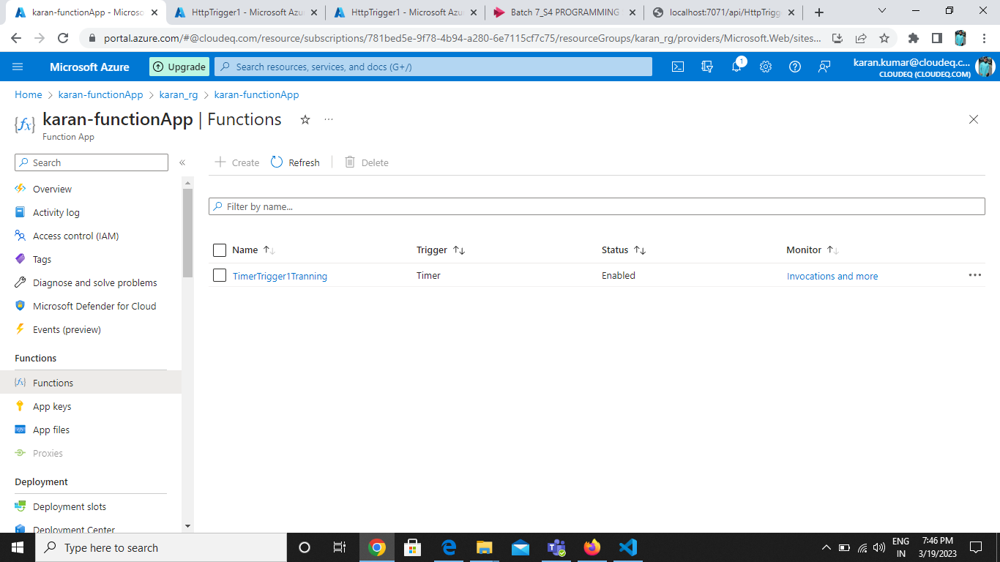 karan-functionApp - Microso
HttpTrigger1 - Microsoft Azu
HttpTrigger1 - Microsoft Azu
Batch 7_S4 PROGRAMMING
localhost:7071/api/HttpTrigg
portal.azure.com/#@cloudeq.com/resource/subscriptions/781bed5e-9f78-4b94-a280-6e7115cf7c75/resourceGroups/karan_rg/providers/Microsoft.Web/sites...
Microsoft Azure
Upgrade
Search resources, services, and docs (G+/)
1
karan.kumar@cloudeq.c...
CLOUDEQ (CLOUDEQ.COM)
Home > karan-functionApp > karan_rg > karan-functionApp
karan-functionApp | Functions
Function App
Search
Create
Refresh
Delete
Overview
Activity log
Access control (IAM)
Tags
Diagnose and solve problems
Microsoft Defender for Cloud
Events (preview)
Functions
Functions
App keys
App files
Proxies
Deployment
Deployment slots
Deployment Center
Filter by name...
Name Trigger Status Monitor
TimerTrigger1Tranning Timer Enabled Invocations and more
Type here to search
ENG
IN
7:46 PM
3/19/2023